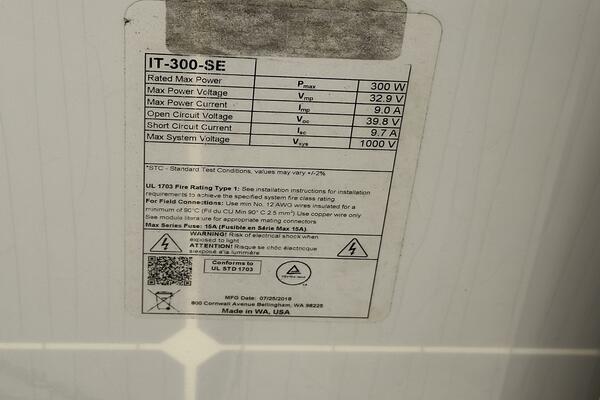 IT-300-SE
Rated Max Power Pmax 300 W
Max Power Voltage Vmp 32.9 V
Max Power Current Imp 9.0 A
Open Circuit Voltage Voc 39.8 V
Short Circuit Current Isc 9.7 A
Max System Voltage Vsys 1000 V
*STC - Standard Test Conditions, values may vary +/-2%
UL 1703 Fire Rating Type 1: See installation instructions for installation
requirements to achieve the specified system fire class rating
For Field Connections: Use min No. 12 AWG wires insulated for a
minimum of 90°C (Fil du CU Min 90° C 2.5 mm²) Use copper wire only
See module literature for appropriate mating connectors
Max Series Fuse: 15A (Fusible en Série Max 15A).
WARNING! Risk of electrical shock when
exposed to light
ATTENTION! Risque se chôc électricque
siexposé a la lummière
Conforms to
UL STD 1703
MFG Date: 07/25/2018
800 Cornwall Avenue Bellingham, WA 98225
Made in WA, USA